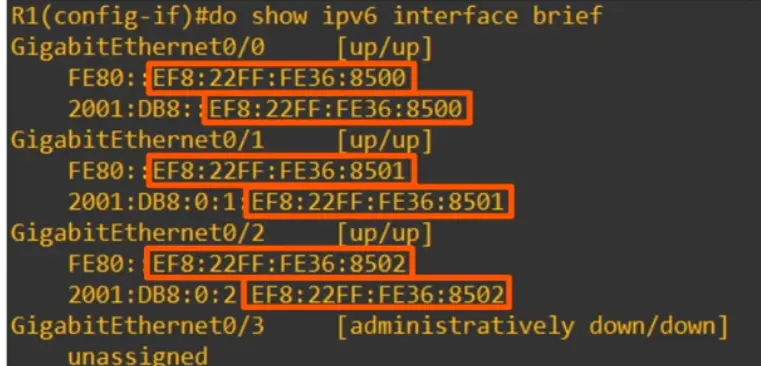 R1(config-if)#do show ipv6 interface brief
GigabitEthernet0/0 [up/up]
FE80::EF8:22FF:FE36:8500
2001:DB8::EF8:22FF:FE36:8500
GigabitEthernet0/1 [up/up]
FE80::EF8:22FF:FE36:8501
2001:DB8:0:1:EF8:22FF:FE36:8501
GigabitEthernet0/2 [up/up]
FE80::EF8:22FF:FE36:8502
2001:DB8:0:2:EF8:22FF:FE36:8502
GigabitEthernet0/3 [administratively down/down]
unassigned